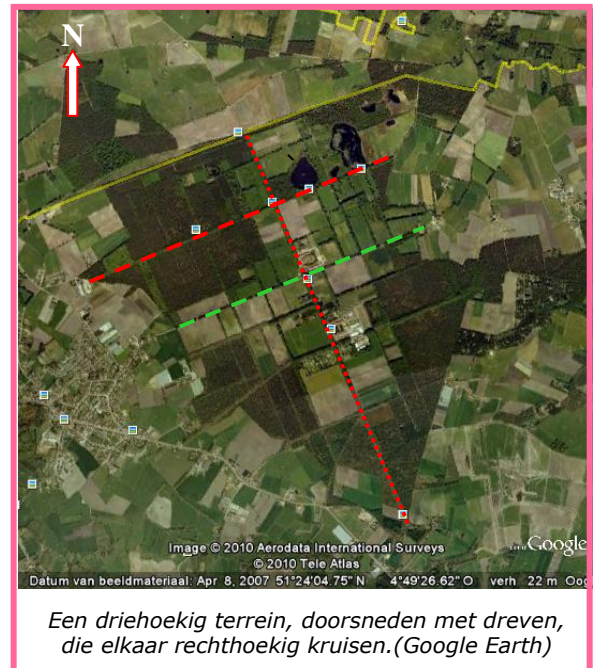 N
Image © 2010 Aerodata International Surveys
© 2010 Tele Atlas
Google
Datum van beeldmateriaal: Apr 8, 2007 51°24'04.75" N 4°49'26.62" O verh 22 m Oog
Een driehoekig terrein, doorsneden met dreven,
die elkaar rechthoekig kruisen.(Google Earth)